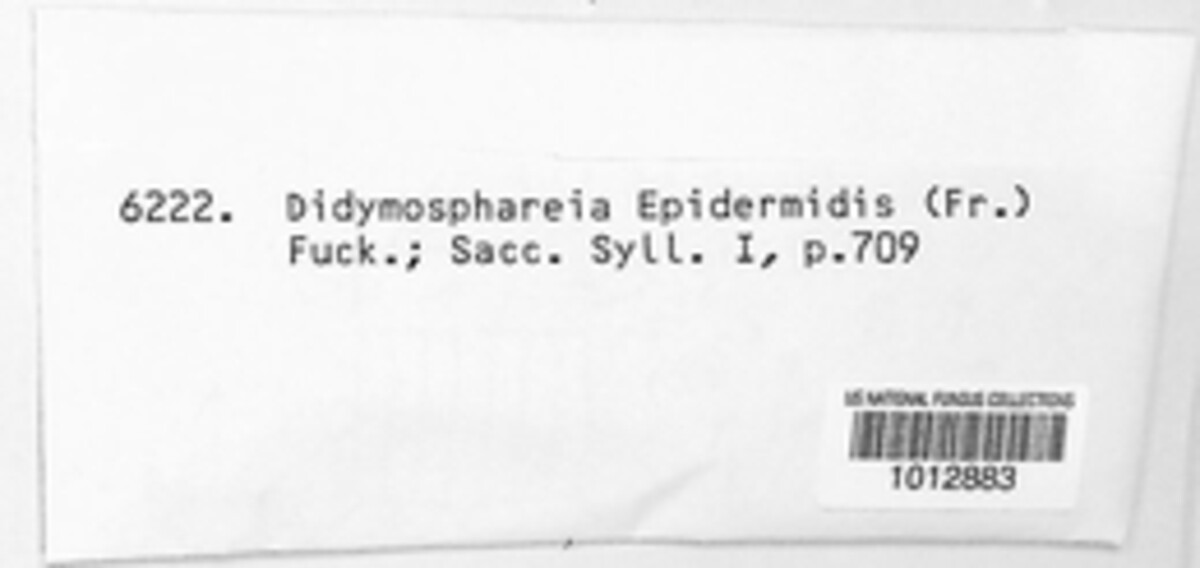 6222. Didymosphareia Epidermidis (Fr.)
Fuck.; Sacc. Syll. I, p.709
US NATIONAL FUNGUS COLLECTIONS
1012883